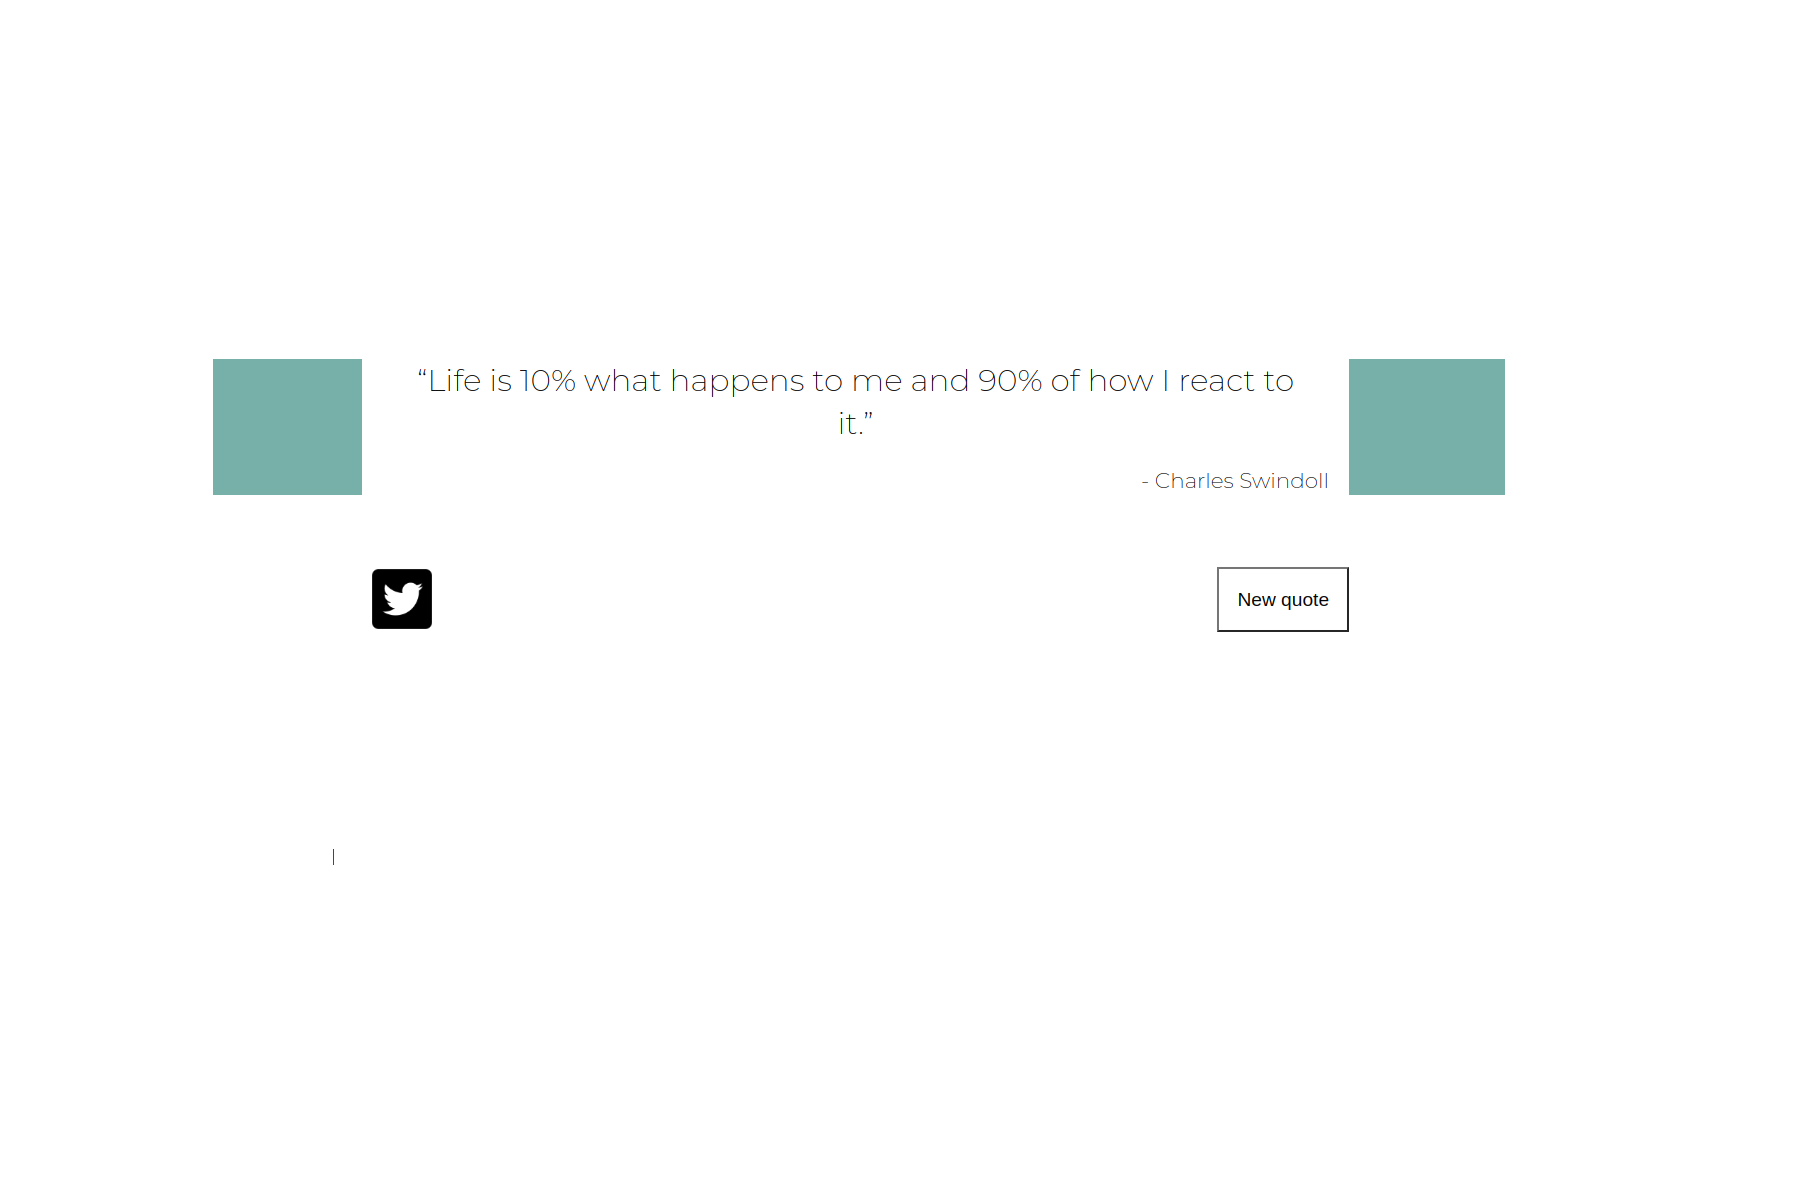 “Life is 10% what happens to me and 90% of how I react to
it.”
- Charles Swindoll
New quote
|